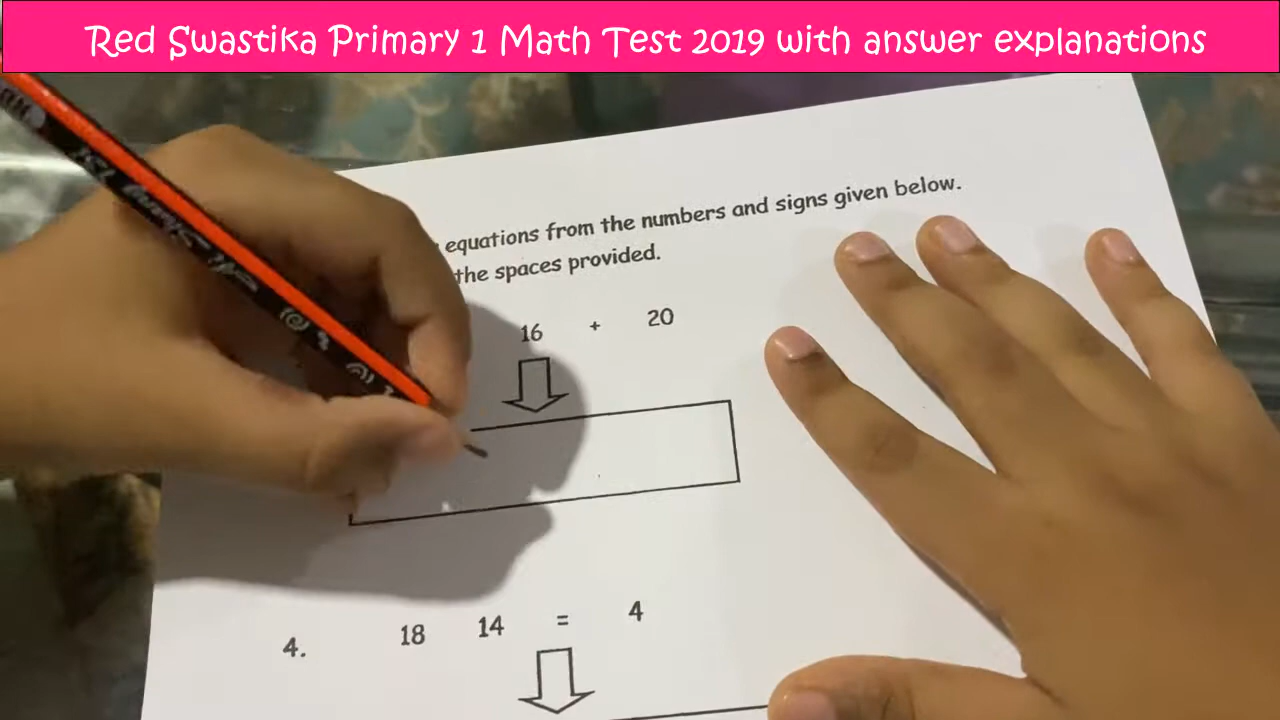 Red Swastika Primary 1 Math Test 2019 with answer explanations
equations from the numbers and signs given below.
the spaces provided.
16 + 20
4. 18 14 = 4